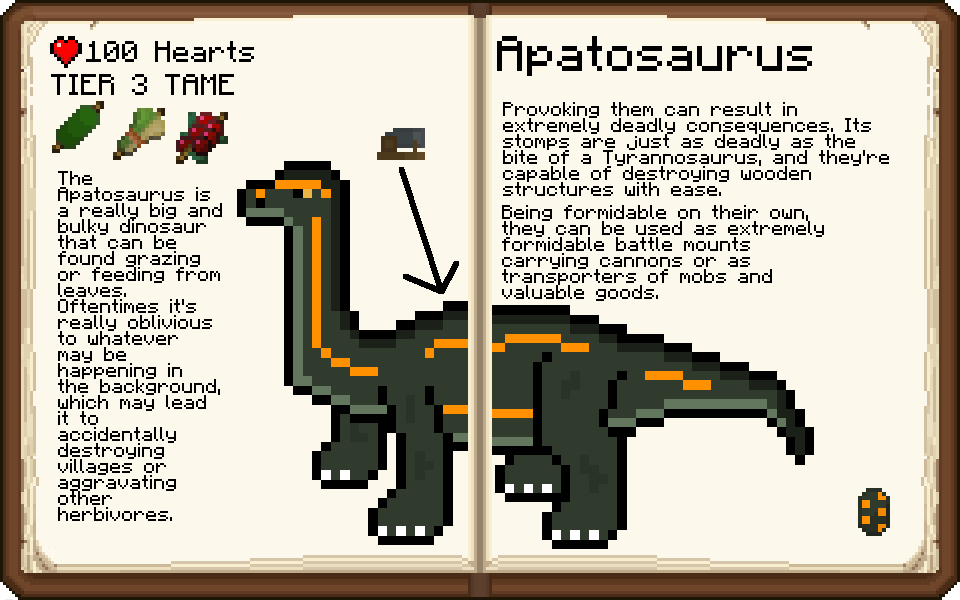 100 Hearts
TIER 3 TAME
The
Apatosaurus is
a really big and
bulky dinosaur
that can be
found grazing
or feeding from
leaves.
Oftentimes it's
really oblivious
to whatever
may be
happening in
the background,
which may lead
it to
accidentally
destroying
villages or
aggravating
other
herbivores.
Apatosaurus
Provoking them can result in
extremely deadly consequences. Its
stomps are just as deadly as the
bite of a Tyrannosaurus, and they're
capable of destroying wooden
structures with ease.
Being formidable on their own,
they can be used as extremely
formidable battle mounts
carrying cannons or as
transporters of mobs and
valuable goods.